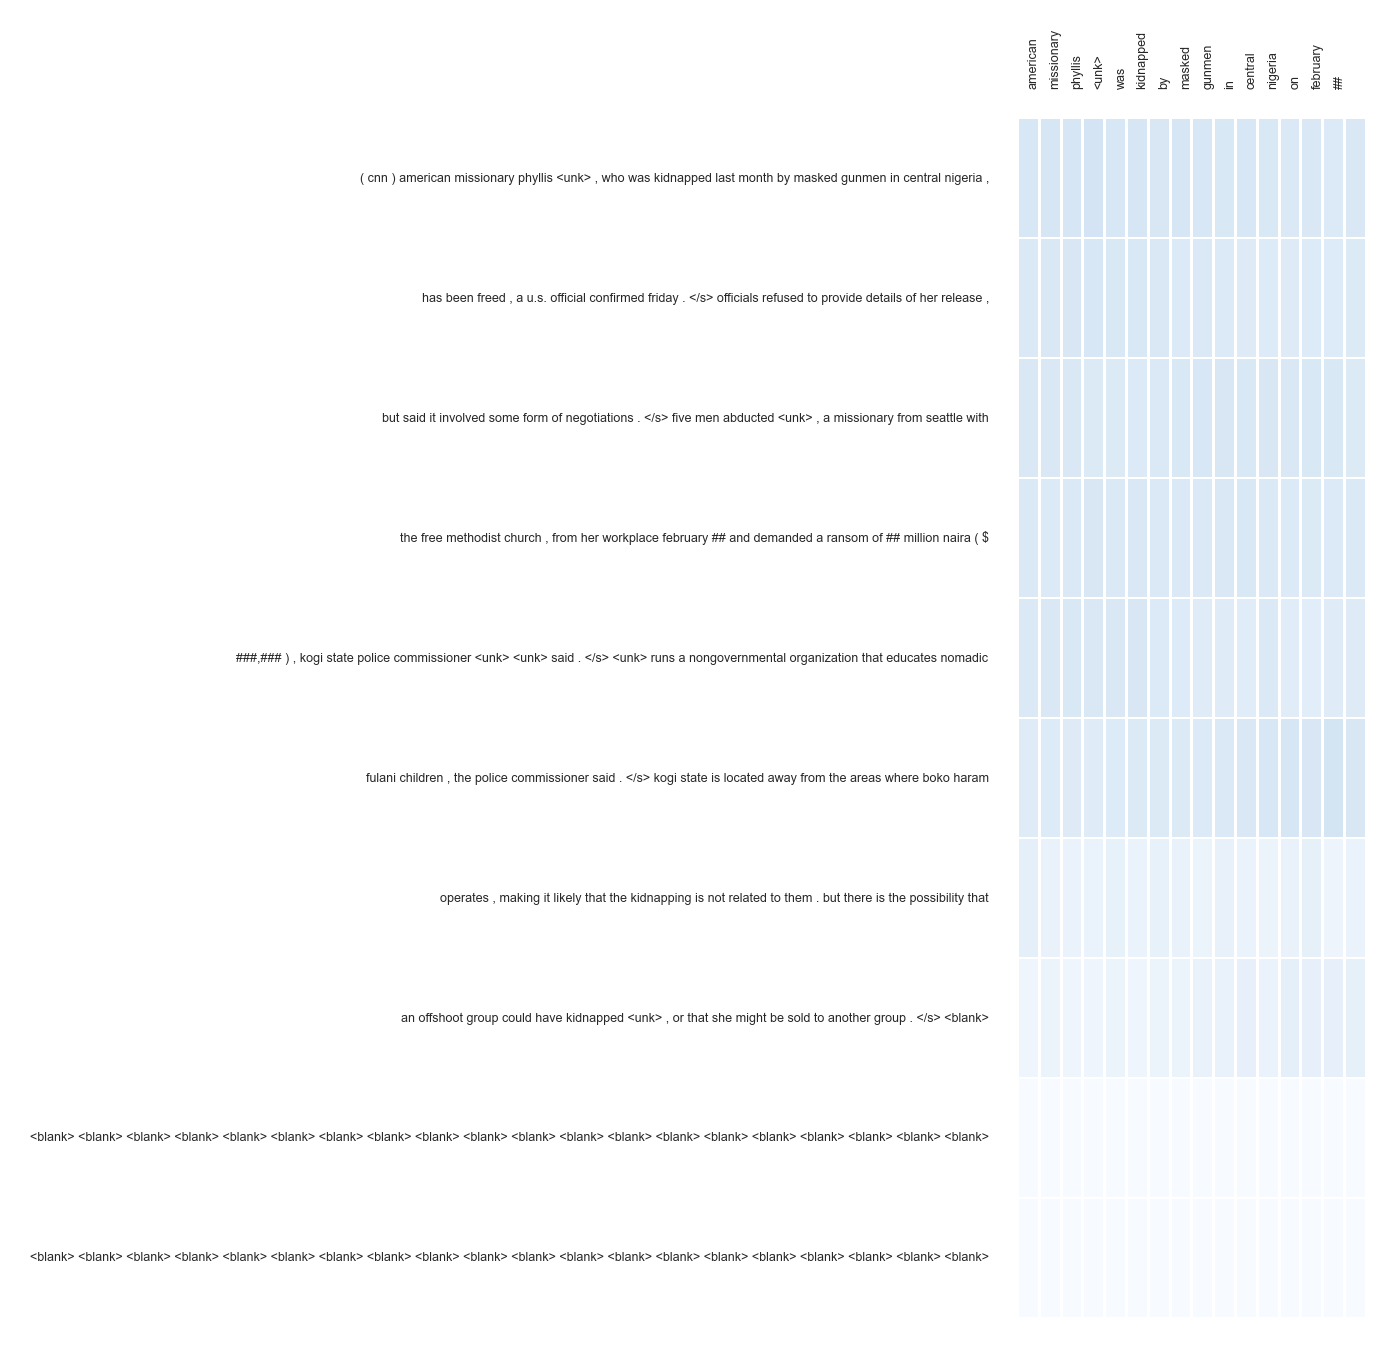 american
missionary
phyllis
<unk>
was
kidnapped
by
masked
gunmen
in
central
nigeria
on
february
##
( cnn ) american missionary phyllis <unk> , who was kidnapped last month by masked gunmen in central nigeria ,
has been freed , a u.s. official confirmed friday . </s> officials refused to provide details of her release ,
but said it involved some form of negotiations . </s> five men abducted <unk> , a missionary from seattle with
the free methodist church , from her workplace february ## and demanded a ransom of ## million naira ( $
###,### ) , kogi state police commissioner <unk> <unk> said . </s> <unk> runs a nongovernmental organization that educates nomadic
fulani children , the police commissioner said . </s> kogi state is located away from the areas where boko haram
operates , making it likely that the kidnapping is not related to them . but there is the possibility that
an offshoot group could have kidnapped <unk> , or that she might be sold to another group . </s> <blank>
<blank> <blank> <blank> <blank> <blank> <blank> <blank> <blank> <blank> <blank> <blank> <blank> <blank> <blank> <blank> <blank> <blank> <blank> <blank> <blank>
<blank> <blank> <blank> <blank> <blank> <blank> <blank> <blank> <blank> <blank> <blank> <blank> <blank> <blank> <blank> <blank> <blank> <blank> <blank> <blank>